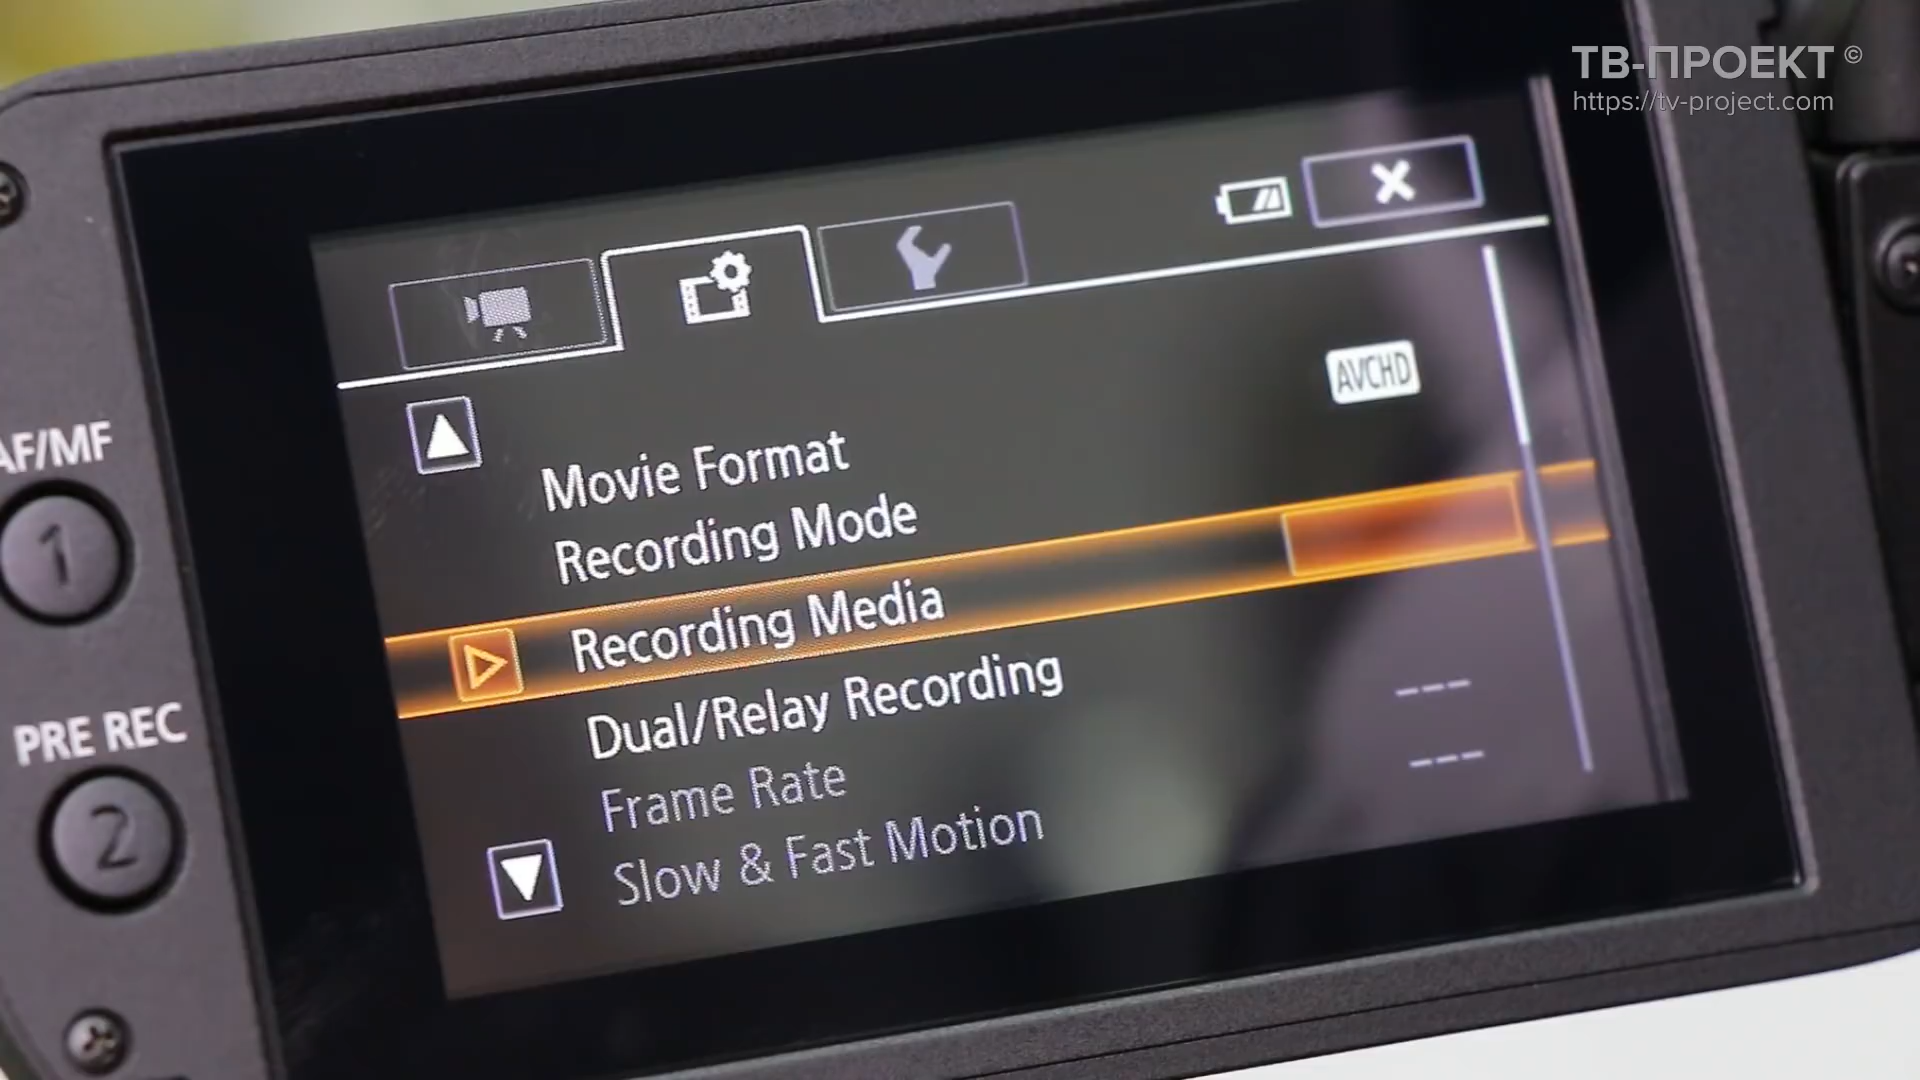 ТВ-ПРОЕКТ ©
https://tv-project.com
AVCHD
Movie Format
Recording Mode
Recording Media
Dual/Relay Recording
Frame Rate
Slow & Fast Motion
---
---
AF/MF
1
PRE REC
2